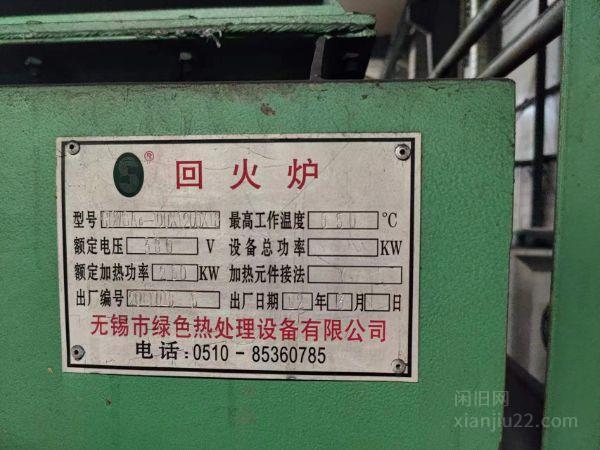 ®
回火炉
型号 最高工作温度 550 °C
额定电压 380 V 设备总功率 KW
额定加热功率 KW 加热元件接法 Y
出厂编号 出厂日期 12 年 月 日
无锡市绿色热处理设备有限公司
电话:0510-85360785
闲旧网
xianjiu22.com